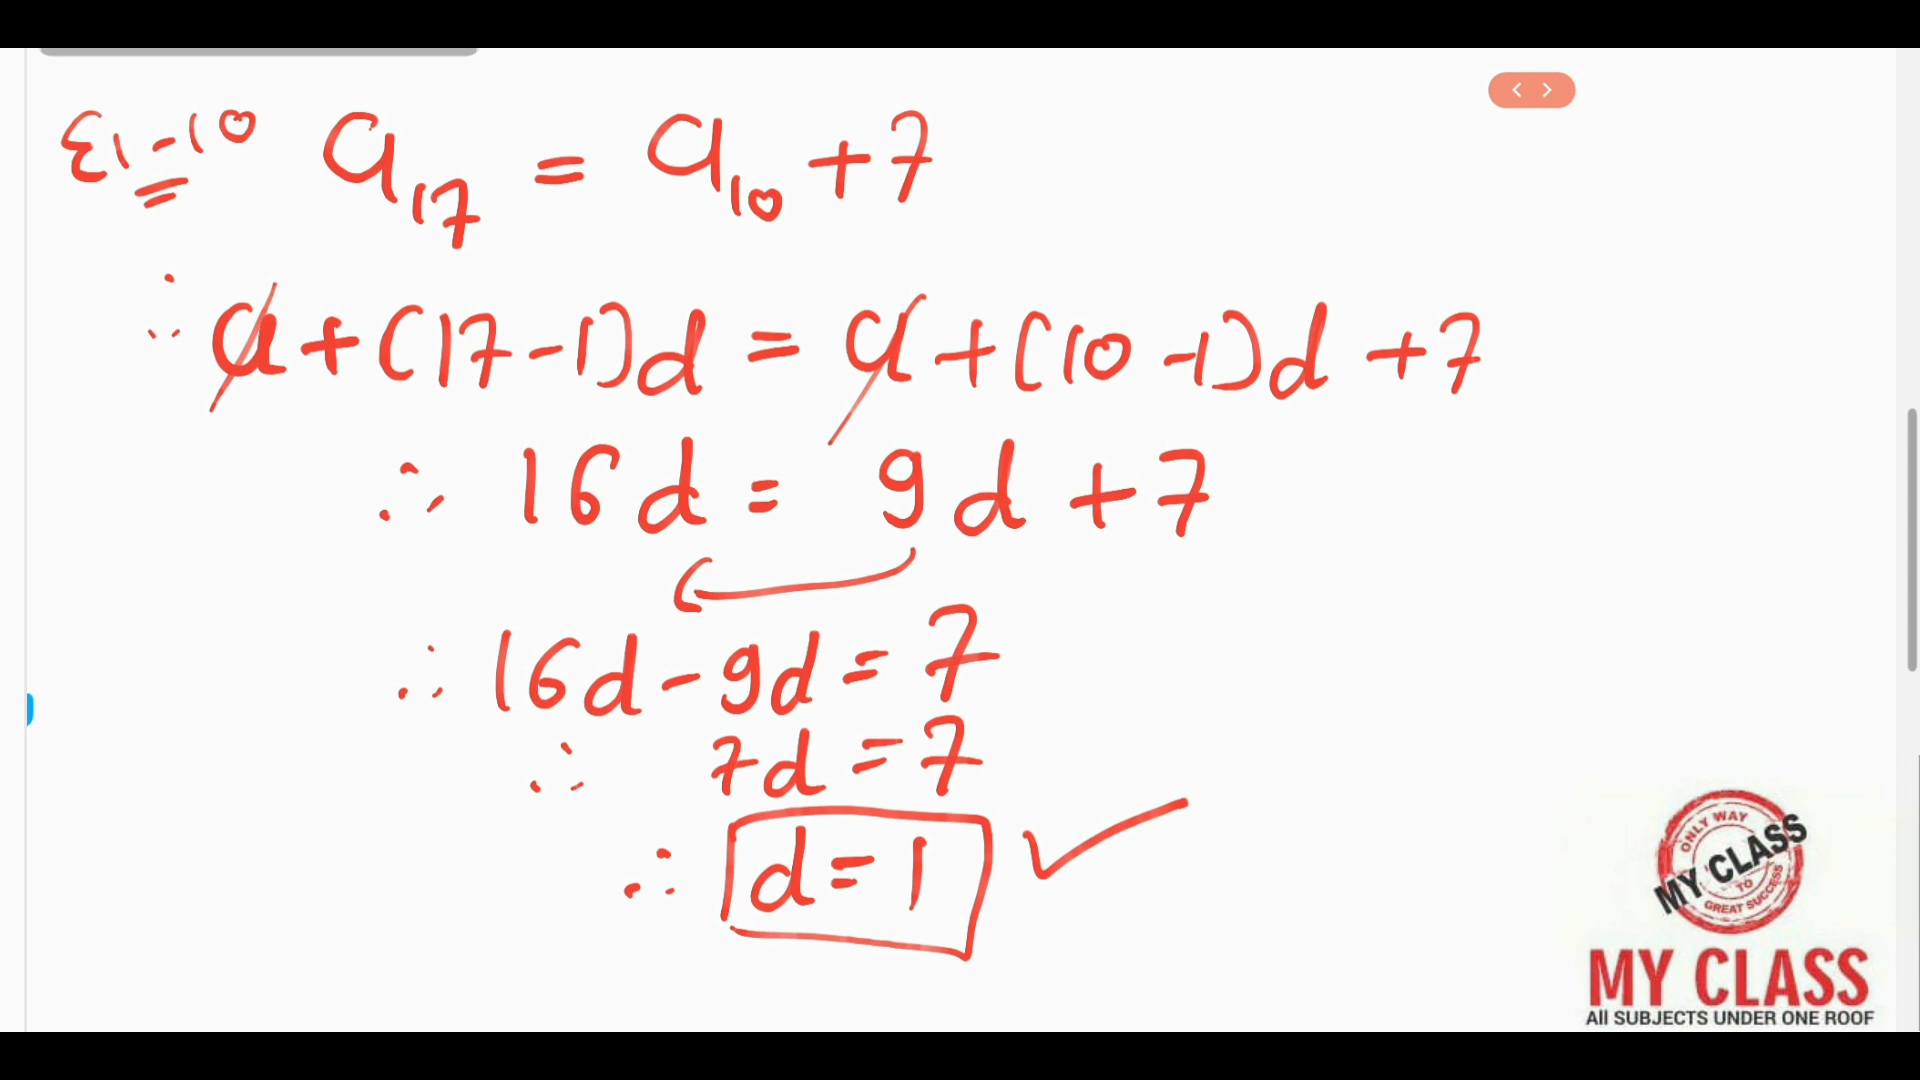 ε1-10 a₁₇ = a₁₀ + 7
∴ a + (17 - 1)d = a + (10 - 1)d + 7
∴ 16d = 9d + 7
∴ 16d - 9d = 7
∴ 7d = 7
∴ d = 1 ✓
ONLY WAY
MY CLASS
TO
GREAT SUCCESS
MY CLASS
All SUBJECTS UNDER ONE ROOF